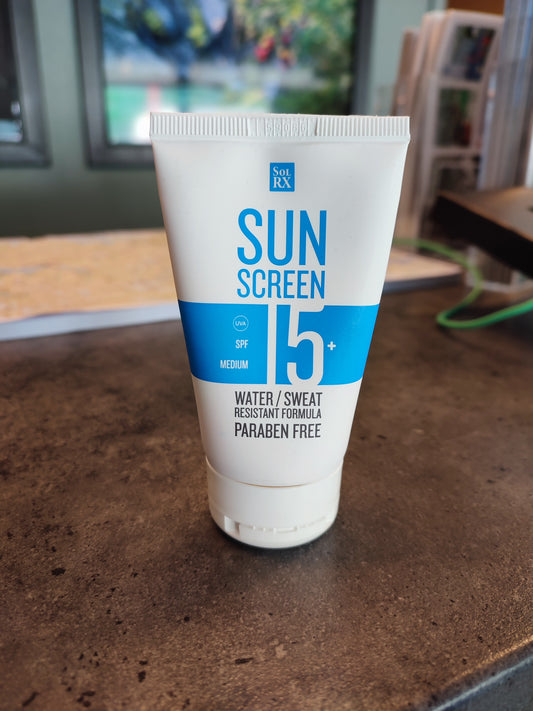 SOL
RX
SUN
SCREEN
UVA
SPF
MEDIUM
15+
WATER / SWEAT
RESISTANT FORMULA
PARABEN FREE